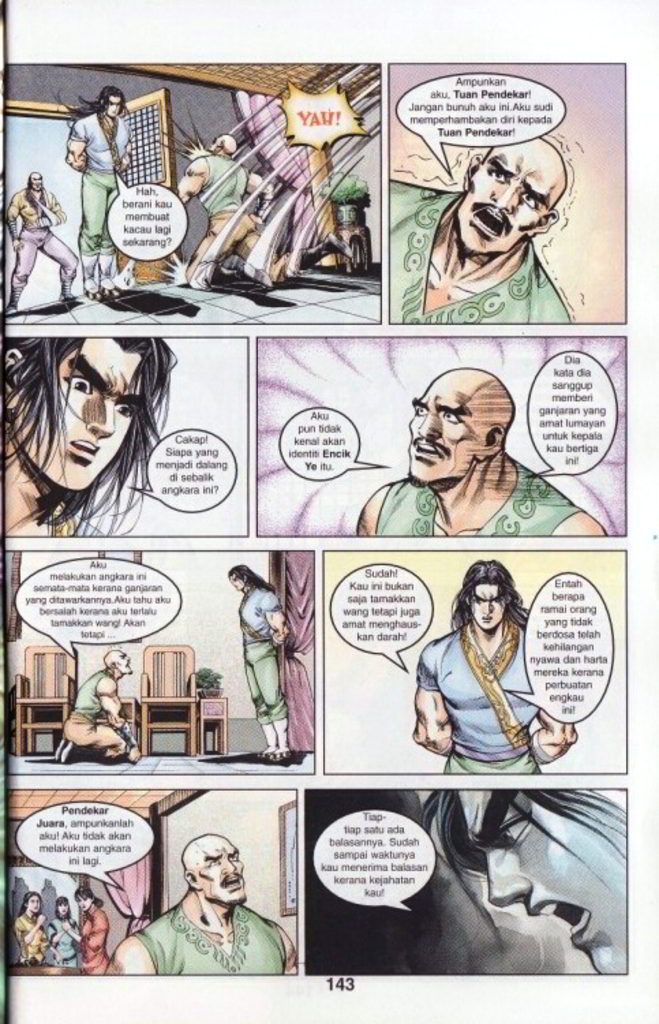 Hah,
berani kau
membuat
kacau lagi
sekarang?
YAH!
Ampunkan
aku, Tuan Pendekar!
Jangan bunuh aku ini.Aku sudi
memperhambakan diri kepada
Tuan Pendekar!
Cakap!
Siapa yang
menjadi dalang
di sebalik
angkara ini?
Aku
pun tidak
kenal akan
identiti Encik
Ye itu.
Dia
kata dia
sanggup
memberi
ganjaran yang
amat lumayan
untuk kepala
kau bertiga
ini!
Aku
melakukan angkara ini
semata-mata kerana ganjaran
yang ditawarkannya.Aku tahu aku
bersalah kerana aku terlalu
tamakkan wang! Akan
tetapi ...
Sudah!
Kau ini bukan
saja tamakkan
wang tetapi juga
amat menghaus-
kan darah!
Entah
berapa
ramai orang
yang tidak
berdosa telah
kehilangan
nyawa dan harta
mereka kerana
perbuatan
engkau
ini!
Pendekar
Juara, ampunkanlah
aku! Aku tidak akan
melakukan angkara
ini lagi.
Tiap-
tiap satu ada
balasannya. Sudah
sampai waktunya
kau menerima balasan
kerana kejahatan
kau!
143